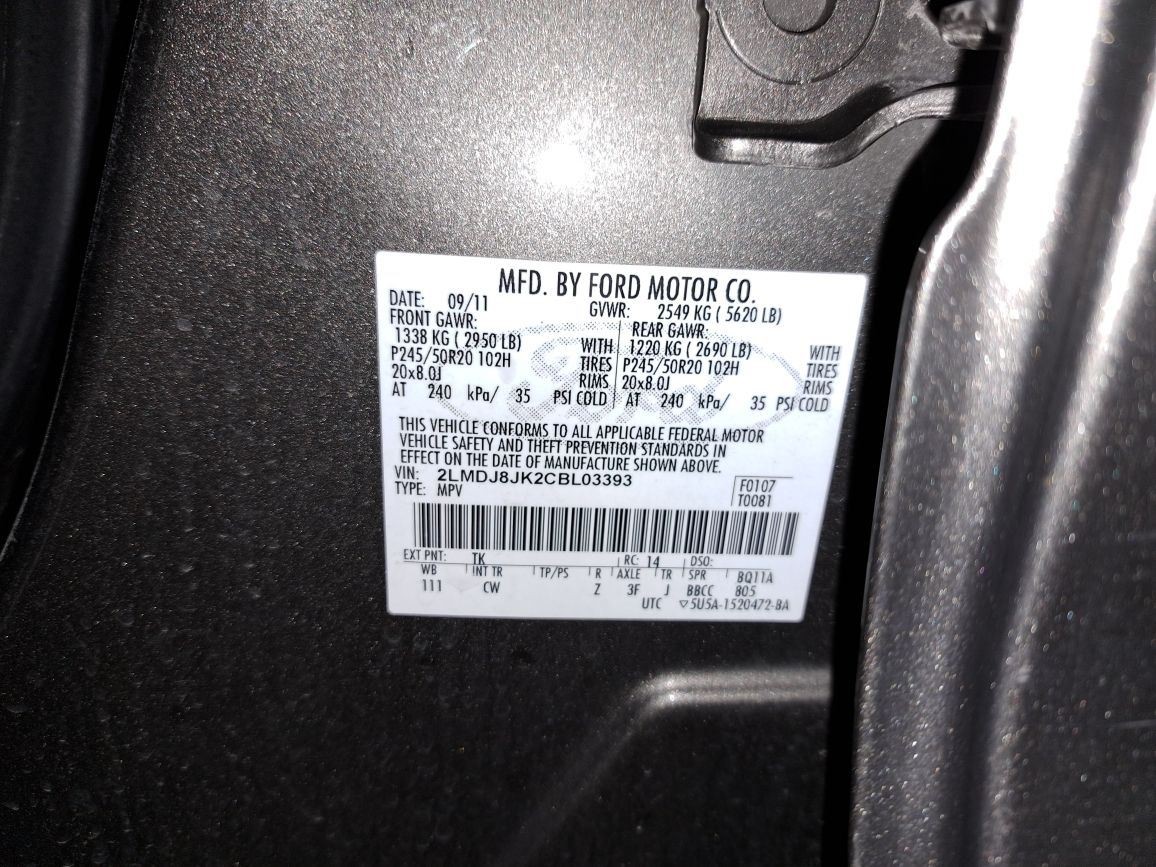 MFD. BY FORD MOTOR CO.
DATE: 09/11 GVWR: 2549 KG ( 5620 LB)
FRONT GAWR: REAR GAWR:
1338 KG ( 2950 LB) WITH 1220 KG ( 2690 LB) WITH
P245/50R20 102H TIRES P245/50R20 102H TIRES
20x8.0J RIMS 20x8.0J RIMS
AT 240 kPa/ 35 PSI COLD AT 240 kPa/ 35 PSI COLD
Ford
THIS VEHICLE CONFORMS TO ALL APPLICABLE FEDERAL MOTOR
VEHICLE SAFETY AND THEFT PREVENTION STANDARDS IN
EFFECT ON THE DATE OF MANUFACTURE SHOWN ABOVE.
VIN: 2LMDJ8JK2CBL03393 F0107
TYPE: MPV T0081
EXT PNT: TK RC: 14 DSO:
WB INT TR TP/PS R AXLE TR SPR BQ11A
111 CW Z 3F J BBCC 805
UTC ▽5U5A-1520472-BA